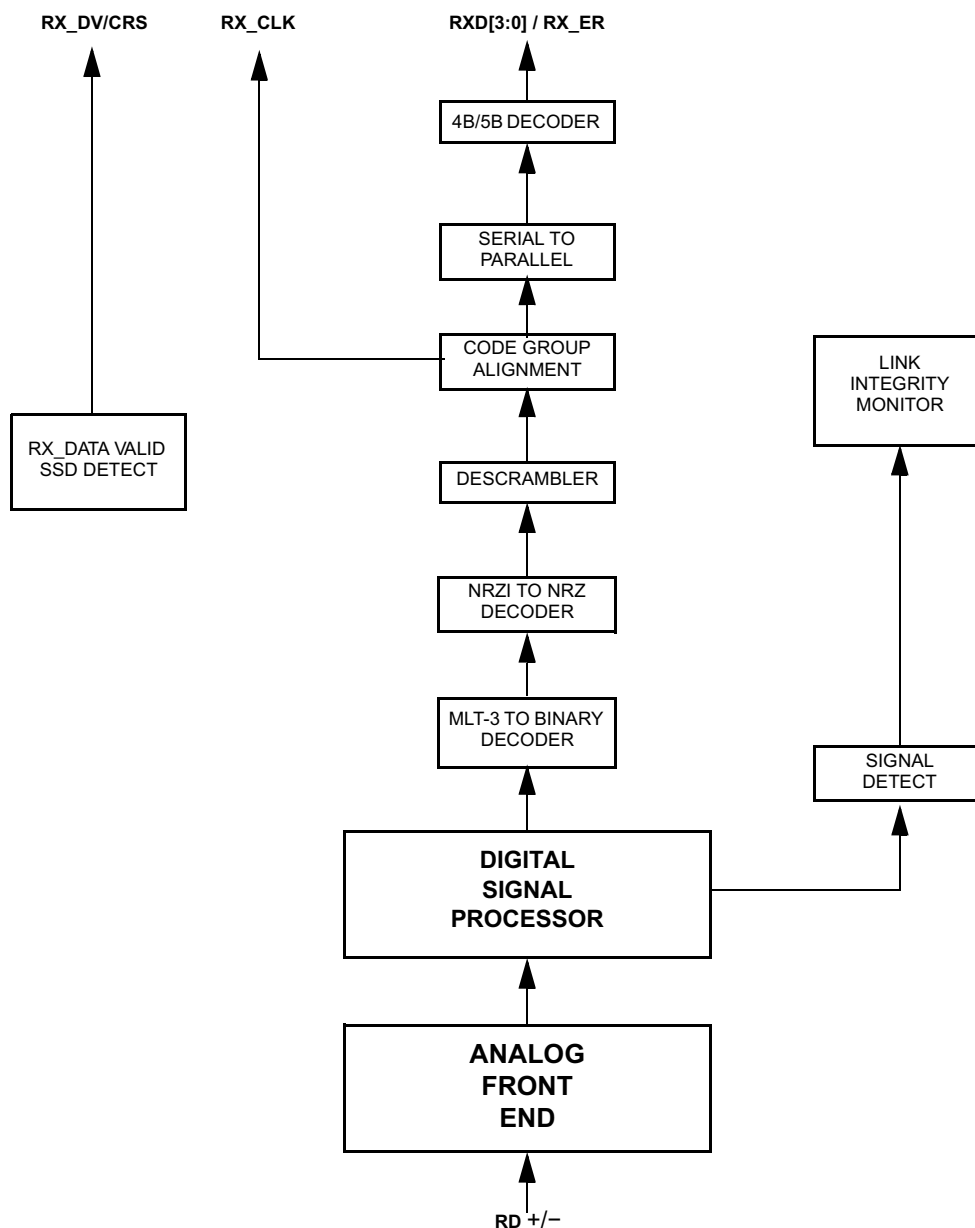 RX_DV/CRS
RX_CLK
RXD[3:0] / RX_ER
4B/5B DECODER
SERIAL TO
PARALLEL
CODE GROUP
ALIGNMENT
LINK
INTEGRITY
MONITOR
RX_DATA VALID
SSD DETECT
DESCRAMBLER
NRZI TO NRZ
DECODER
MLT-3 TO BINARY
DECODER
SIGNAL
DETECT
DIGITAL
SIGNAL
PROCESSOR
ANALOG
FRONT
END
RD +/−